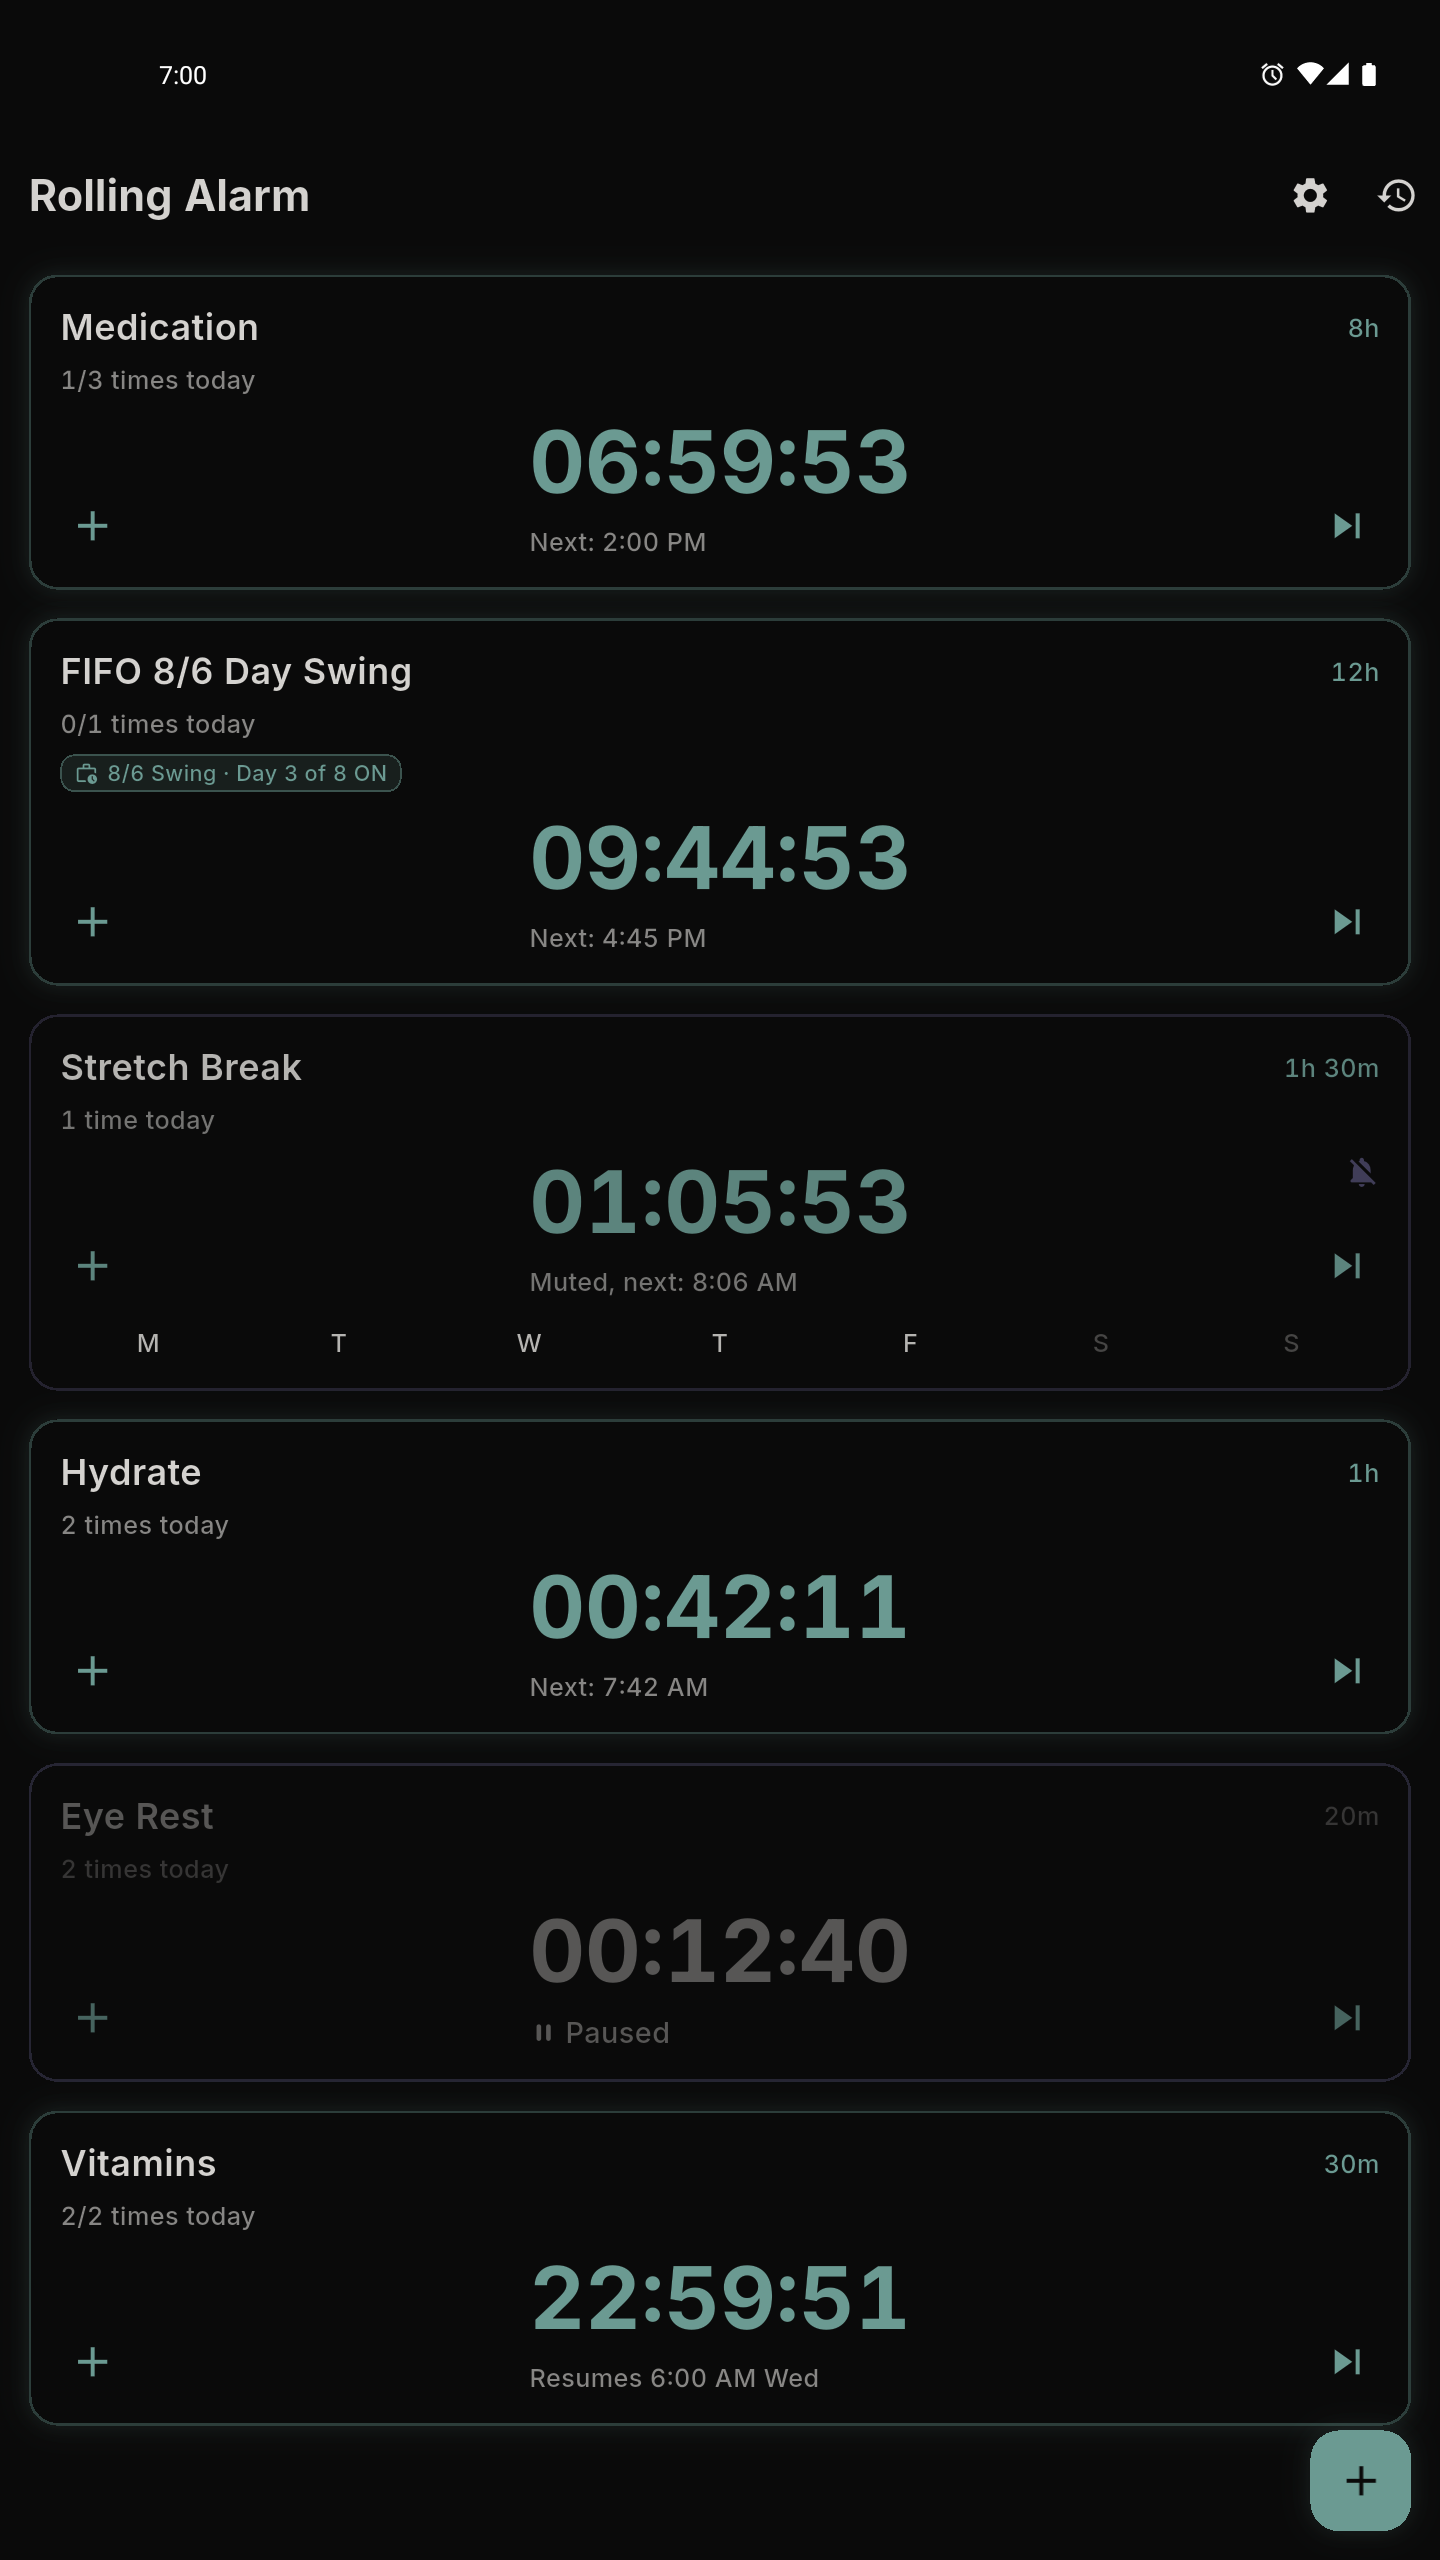 7:00
Rolling Alarm
Medication
8h
1/3 times today
06:59:53
Next: 2:00 PM
FIFO 8/6 Day Swing
12h
0/1 times today
8/6 Swing · Day 3 of 8 ON
09:44:53
Next: 4:45 PM
Stretch Break
1h 30m
1 time today
01:05:53
Muted, next: 8:06 AM
M T W T F S S
Hydrate
1h
2 times today
00:42:11
Next: 7:42 AM
Eye Rest
20m
2 times today
00:12:40
Paused
Vitamins
30m
2/2 times today
22:59:51
Resumes 6:00 AM Wed